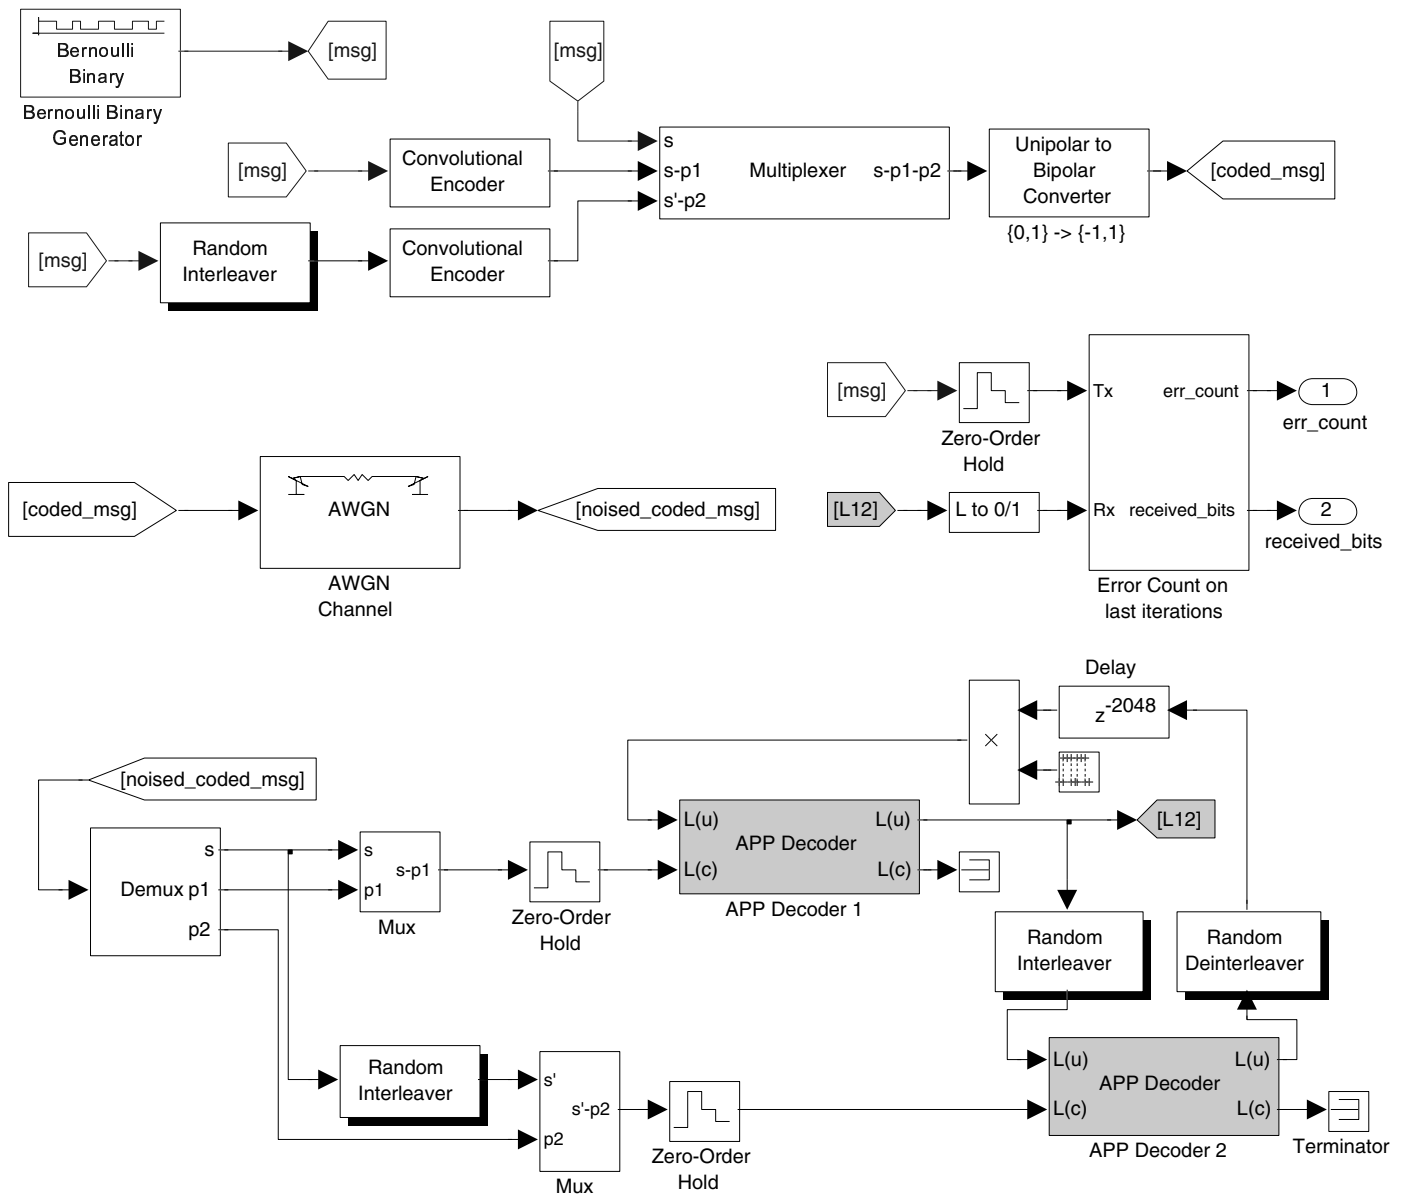 Bernoulli
Binary
Bernoulli Binary
Generator
[msg]
[msg]
[msg]
Convolutional
Encoder
[msg]
Random
Interleaver
Convolutional
Encoder
s
s-p1
s'-p2
Multiplexer
s-p1-p2
Unipolar to
Bipolar
Converter
{0,1} -> {-1,1}
[coded_msg]
[msg]
Zero-Order
Hold
[L12]
L to 0/1
Tx
err_count
Rx
received_bits
Error Count on
last iterations
1
err_count
2
received_bits
[coded_msg]
AWGN
AWGN
Channel
[noised_coded_msg]
Delay
z-2048
×
[noised_coded_msg]
Demux
s
p1
p2
s
p1
s-p1
Mux
Zero-Order
Hold
L(u)
L(c)
APP Decoder
L(u)
L(c)
APP Decoder 1
[L12]
Random
Interleaver
Random
Deinterleaver
Random
Interleaver
s'
p2
s'-p2
Mux
Zero-Order
Hold
L(u)
L(c)
APP Decoder
L(u)
L(c)
APP Decoder 2
Terminator